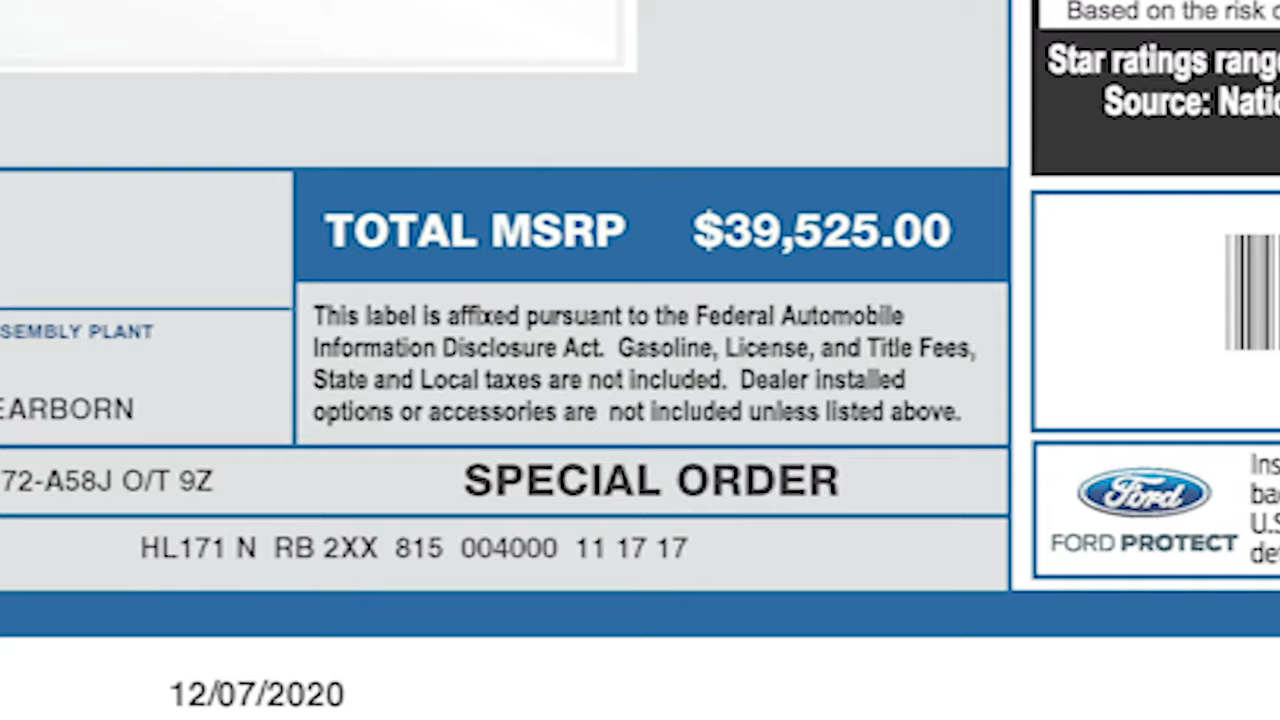 Based on the risk
Star ratings
Source:
TOTAL MSRP $39,525.00
This label is affixed pursuant to the Federal Automobile
Information Disclosure Act. Gasoline, License, and Title Fees,
State and Local taxes are not included. Dealer installed
options or accessories are not included unless listed above.
SEMBLY PLANT
EARBORN
72-A58J O/T 9Z
SPECIAL ORDER
HL171 N RB 2XX 815 004000 11 17 17
Ford
FORD PROTECT
Ins
ba
U.S
de
12/07/2020